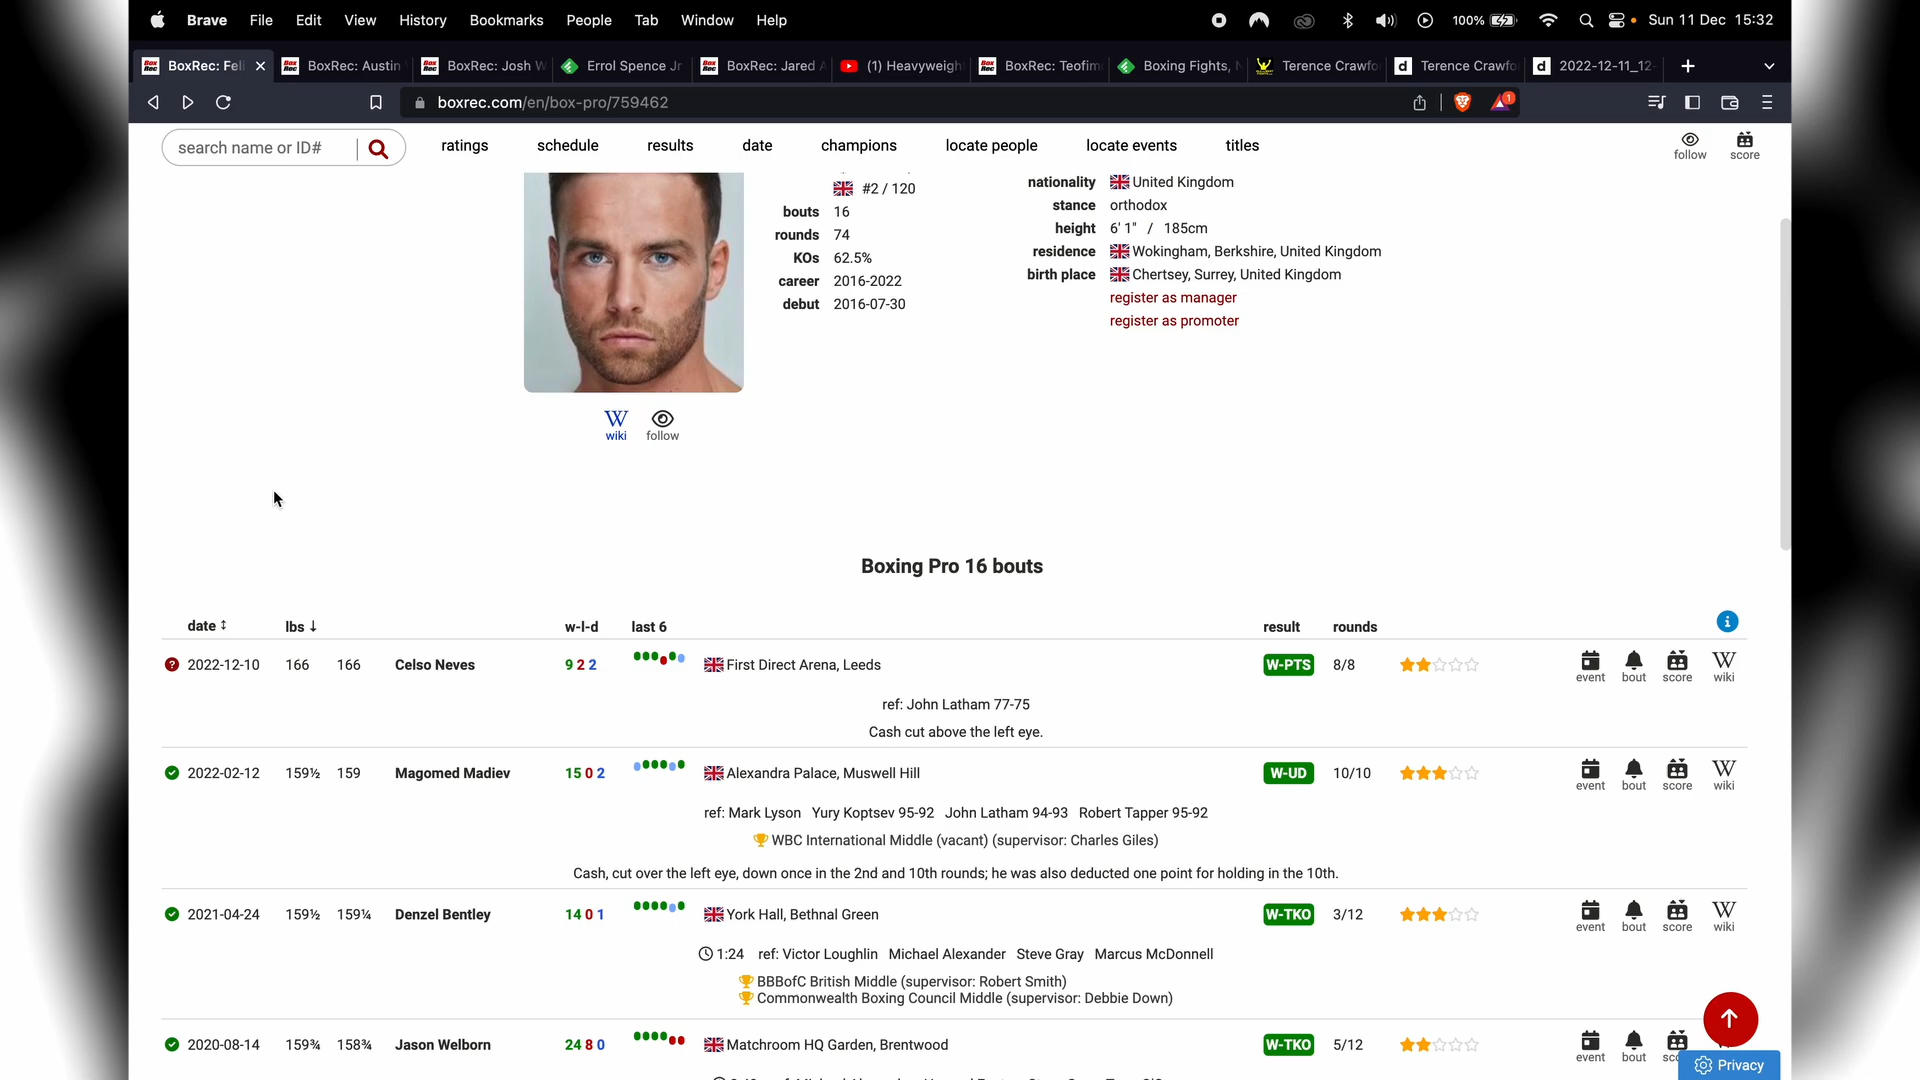 Brave File Edit View History Bookmarks People Tab Window Help 100% Sun 11 Dec 15:32
BoxRec: Feli BoxRec: Austin BoxRec: Josh W Errol Spence Jr BoxRec: Jared A (1) Heavyweigh BoxRec: Teofim Boxing Fights, N Terence Crawfo Terence Crawfo 2022-12-11_12-
boxrec.com/en/box-pro/759462 1
search name or ID# ratings schedule results date champions locate people locate events titles follow score
#2 / 120 nationality United Kingdom
bouts 16 stance orthodox
rounds 74 height 6' 1" / 185cm
KOs 62.5% residence Wokingham, Berkshire, United Kingdom
career 2016-2022 birth place Chertsey, Surrey, United Kingdom
debut 2016-07-30 register as manager
register as promoter
W
wiki follow
Boxing Pro 16 bouts
date lbs w-l-d last 6 result rounds
2022-12-10 166 166 Celso Neves 9 2 2 First Direct Arena, Leeds W-PTS 8/8 event bout score wiki
ref: John Latham 77-75
Cash cut above the left eye.
2022-02-12 159½ 159 Magomed Madiev 15 0 2 Alexandra Palace, Muswell Hill W-UD 10/10 event bout score wiki
ref: Mark Lyson Yury Koptsev 95-92 John Latham 94-93 Robert Tapper 95-92
WBC International Middle (vacant) (supervisor: Charles Giles)
Cash, cut over the left eye, down once in the 2nd and 10th rounds; he was also deducted one point for holding in the 10th.
2021-04-24 159½ 159¼ Denzel Bentley 14 0 1 York Hall, Bethnal Green W-TKO 3/12 event bout score wiki
1:24 ref: Victor Loughlin Michael Alexander Steve Gray Marcus McDonnell
BBBofC British Middle (supervisor: Robert Smith)
Commonwealth Boxing Council Middle (supervisor: Debbie Down)
2020-08-14 159¾ 158¾ Jason Welborn 24 8 0 Matchroom HQ Garden, Brentwood W-TKO 5/12 event bout
Privacy